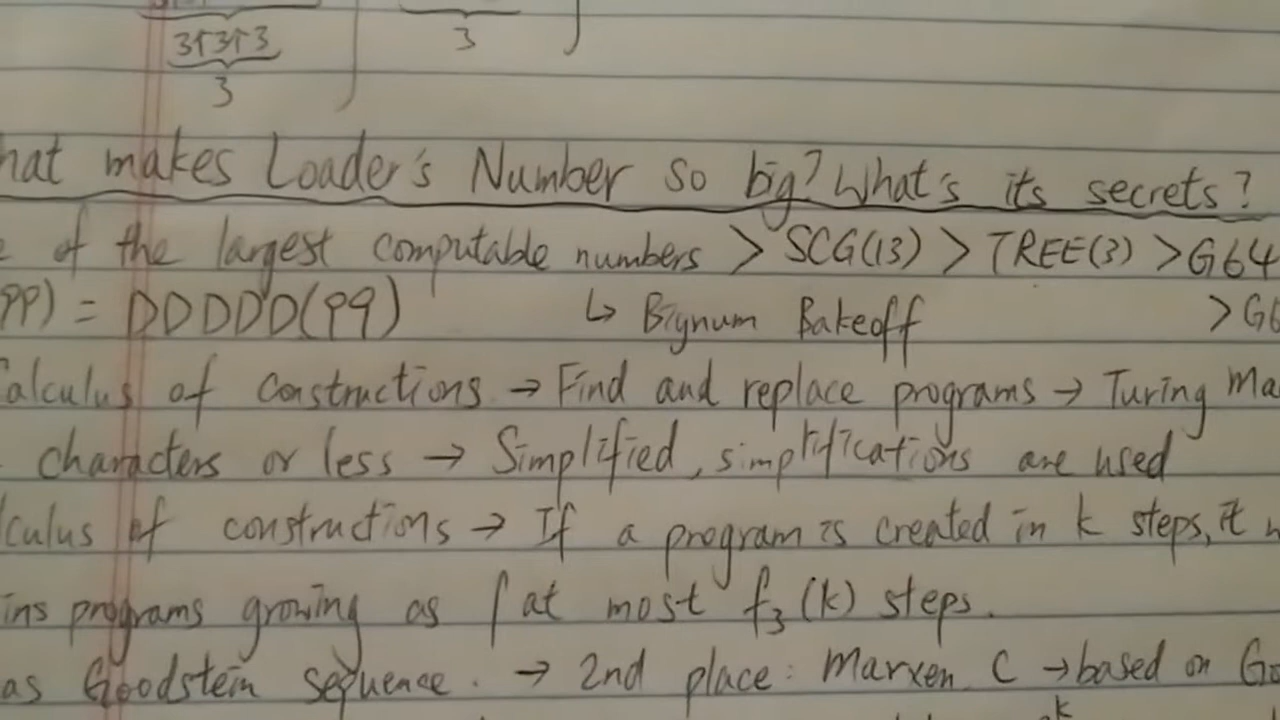 3↑3↑3 3
3
hat makes Loader's Number so big? What's its secrets?
e of the largest computable numbers > SCG(13) > TREE(3) > G64
PP) = DDDDD(99) ↳ Bignum Bakeoff > G6
Calculus of constructions → Find and replace programs → Turing Ma
characters or less → Simplified, simplifications are used
lculus of constructions → If a program is created in k steps, it
ins programs growing as at most f₃(k) steps.
as Goodstein sequence. → 2nd place: Marxen C → based on Go
k